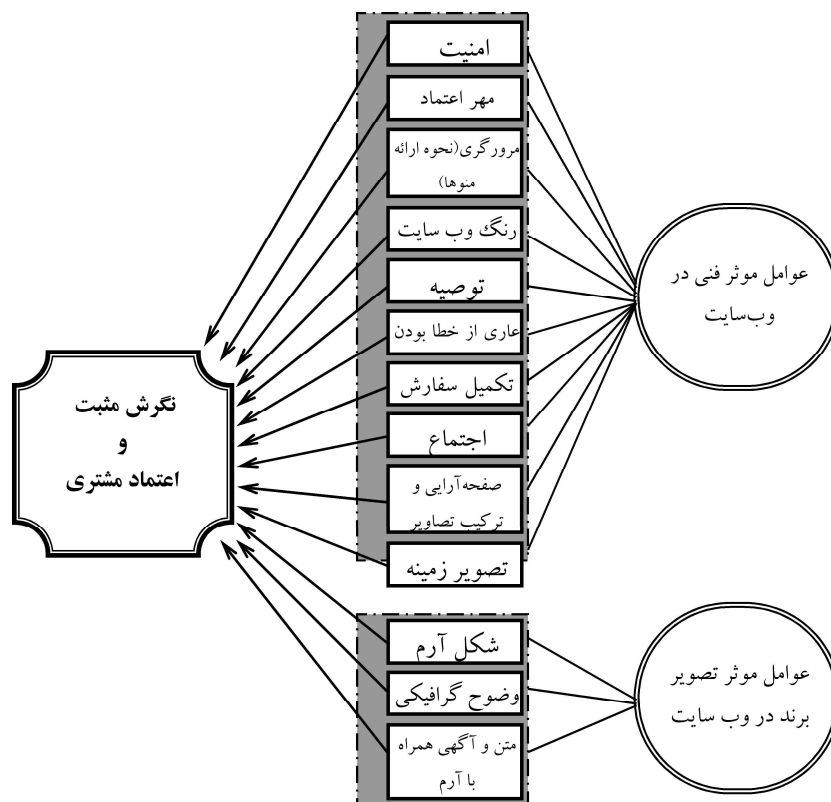 امنیت
مهر اعتماد
مرورگری(نحوه ارائه
منوها)
رنگ وب سایت
توصیه
عاری از خطا بودن
تکمیل سفارش
اجتماع
صفحه‌آرایی و
ترکیب تصاویر
تصویر زمینه
عوامل موثر فنی در
وب‌سایت
نگرش مثبت
و
اعتماد مشتری
شکل آرم
وضوح گرافیکی
متن و آگهی همراه
با آرم
عوامل موثر تصویر
برند در وب سایت